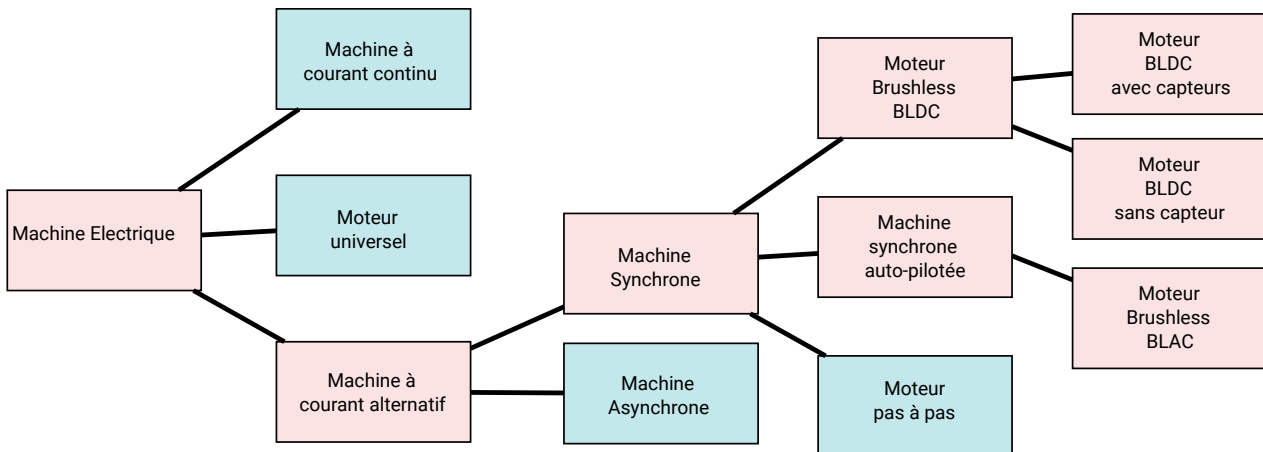 Machine à
courant continu
Moteur
Brushless
BLDC
Moteur
BLDC
avec capteurs
Moteur
BLDC
sans capteur
Machine Electrique
Moteur
universel
Machine
Synchrone
Machine
synchrone
auto-pilotée
Moteur
Brushless
BLAC
Machine à
courant alternatif
Machine
Asynchrone
Moteur
pas à pas